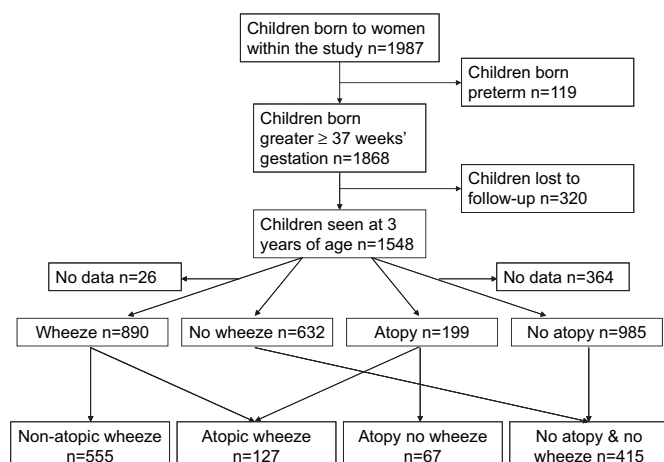 Children born to women
within the study n=1987
Children born
preterm n=119
Children born
greater ≥ 37 weeks'
gestation n=1868
Children lost to
follow-up n=320
Children seen at 3
years of age n=1548
No data n=26
No data n=364
Wheeze n=890
No wheeze n=632
Atopy n=199
No atopy n=985
Non-atopic wheeze
n=555
Atopic wheeze
n=127
Atopy no wheeze
n=67
No atopy & no
wheeze n=415